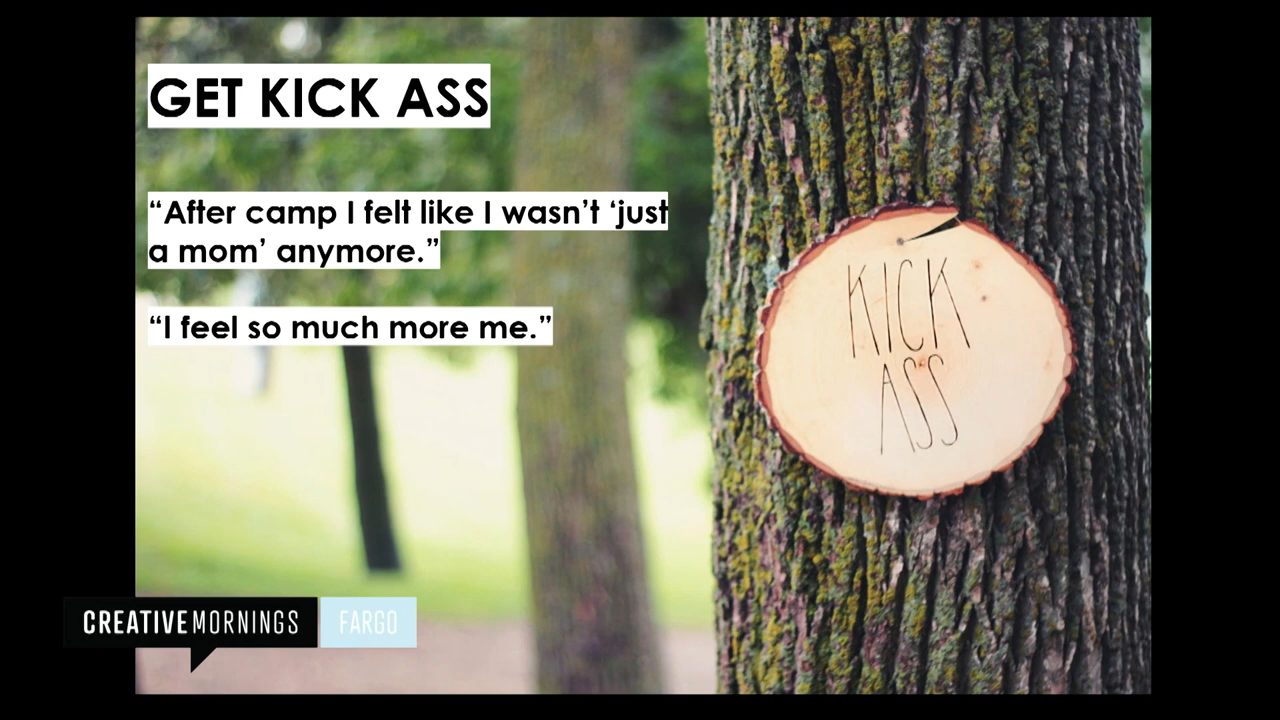 GET KICK ASS
“After camp I felt like I wasn’t ‘just
a mom’ anymore.”
“I feel so much more me.”
KICK
ASS
CREATIVEMORNINGS FARGO